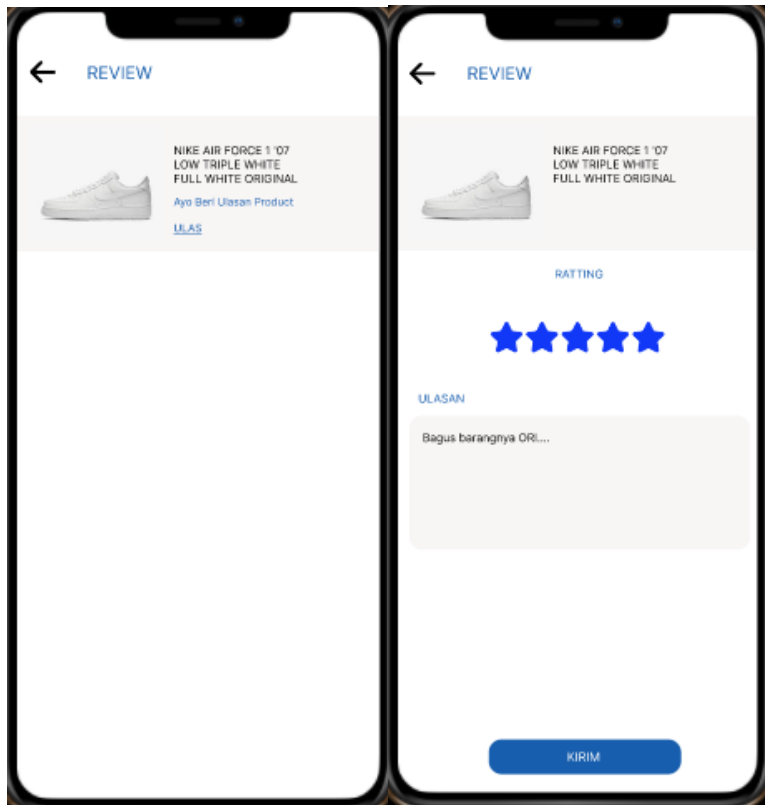 REVIEW
NIKE AIR FORCE 1 '07
LOW TRIPLE WHITE
FULL WHITE ORIGINAL
Ayo Beri Ulasan Product
ULAS
REVIEW
NIKE AIR FORCE 1 '07
LOW TRIPLE WHITE
FULL WHITE ORIGINAL
RATTING
ULASAN
Bagus barangnya ORI....
KIRIM